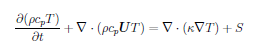 ∂(ρc_pT)/∂t + ∇ · (ρc_p𝑼T) = ∇ · (κ∇T) + S